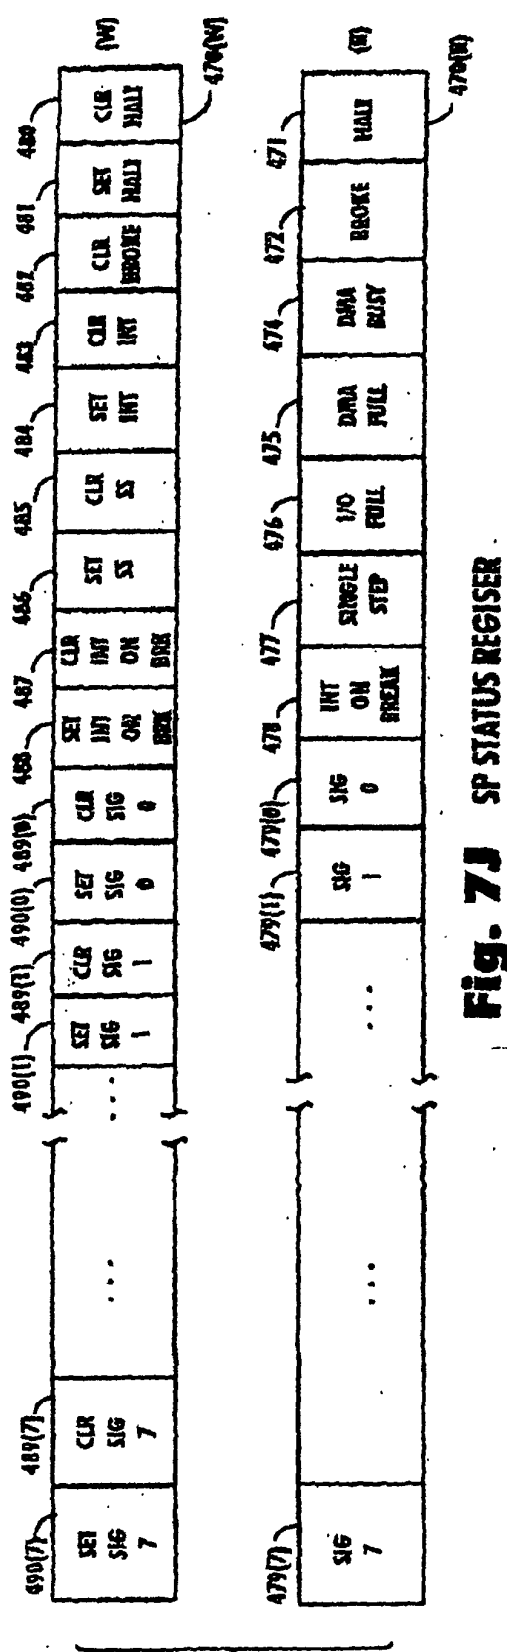 490(7) 489(7) 490(1) 489(1) 490(0) 489(0) 488 487 486 485 484 483 482 481 480
SET SIG 7
CLR SIG 7
...
...
SET SIG 1
CLR SIG 1
SET SIG 0
CLR SIG 0
SET INT ON BRK
CLR INT ON BRK
SET SS
CLR SS
SET INT
CLR INT
CLR BROKE
SET HALT
CLR HALT
(W)
470(W)
479(7) 479(1) 479(0) 478 477 476 475 474 472 471
SIG 7
...
...
SIG 1
SIG 0
INT ON BREAK
SINGLE STEP
I/O FULL
DMA FULL
DMA BUSY
BROKE
HALT
(R)
470(R)
Fig. 7J SP STATUS REGISER